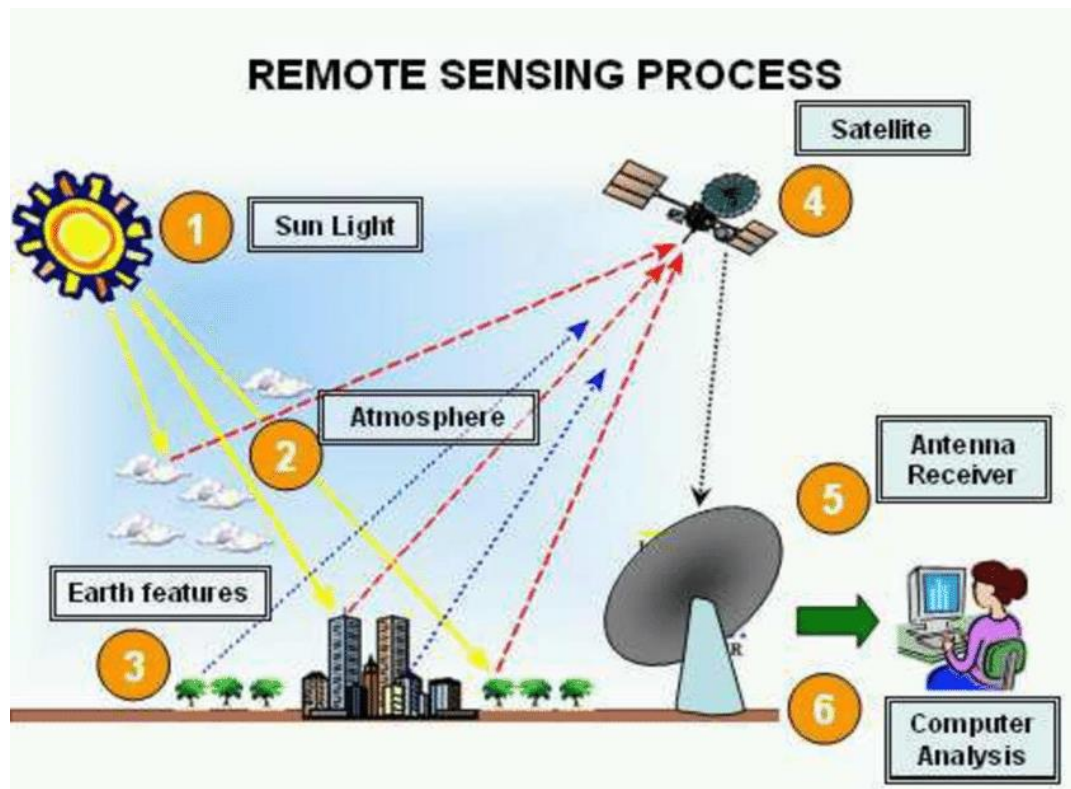 REMOTE SENSING PROCESS
Satellite
4
1
Sun Light
Atmosphere
2
Antenna
Receiver
5
Earth features
3
R
6
Computer
Analysis